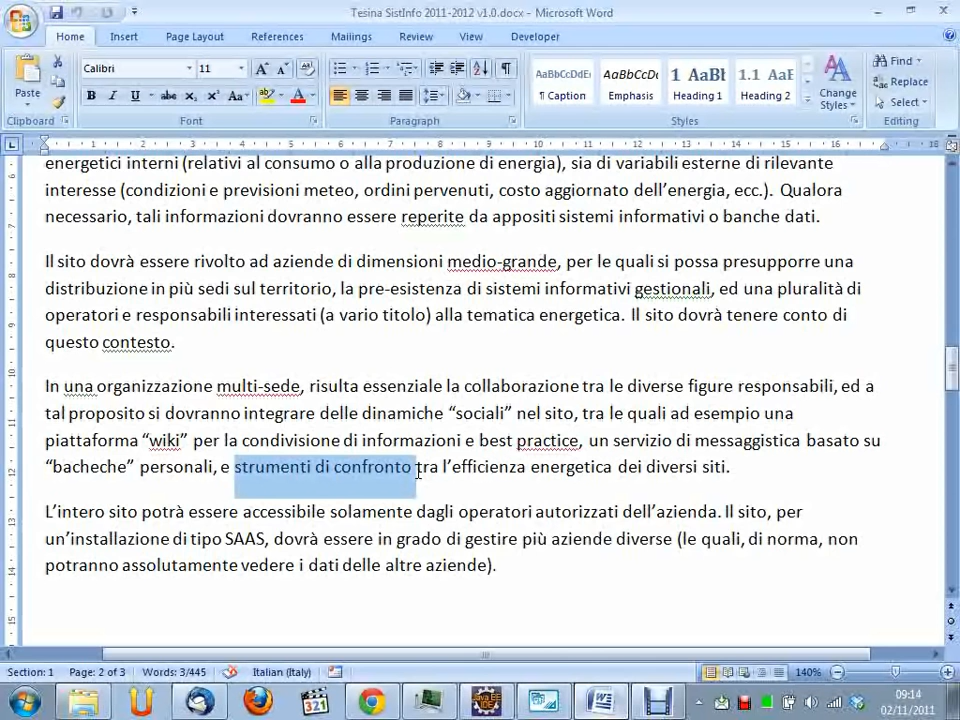 Tesina SistInfo 2011-2012 v1.0.docx - Microsoft Word
Home Insert Page Layout References Mailings Review View Developer
Calibri 11 AaBbCcDdEe AaBbCcDc 1 AaBl 1.1 AaE Find
Replace
Paste B I U abc x₂ x² Aa A ¶ Caption Emphasis Heading 1 Heading 2 Change Styles Select
Clipboard Font Paragraph Styles Editing
energetici interni (relativi al consumo o alla produzione di energia), sia di variabili esterne di rilevante
interesse (condizioni e previsioni meteo, ordini pervenuti, costo aggiornato dell’energia, ecc.). Qualora
necessario, tali informazioni dovranno essere reperite da appositi sistemi informativi o banche dati.
Il sito dovrà essere rivolto ad aziende di dimensioni medio-grande, per le quali si possa presupporre una
distribuzione in più sedi sul territorio, la pre-esistenza di sistemi informativi gestionali, ed una pluralità di
operatori e responsabili interessati (a vario titolo) alla tematica energetica. Il sito dovrà tenere conto di
questo contesto.
In una organizzazione multi-sede, risulta essenziale la collaborazione tra le diverse figure responsabili, ed a
tal proposito si dovranno integrare delle dinamiche “sociali” nel sito, tra le quali ad esempio una
piattaforma “wiki” per la condivisione di informazioni e best practice, un servizio di messaggistica basato su
“bacheche” personali, e strumenti di confronto tra l’efficienza energetica dei diversi siti.
L’intero sito potrà essere accessibile solamente dagli operatori autorizzati dell’azienda. Il sito, per
un’installazione di tipo SAAS, dovrà essere in grado di gestire più aziende diverse (le quali, di norma, non
potranno assolutamente vedere i dati delle altre aziende).
Section: 1 Page: 2 of 3 Words: 3/445 Italian (Italy) 140%
09:14
02/11/2011